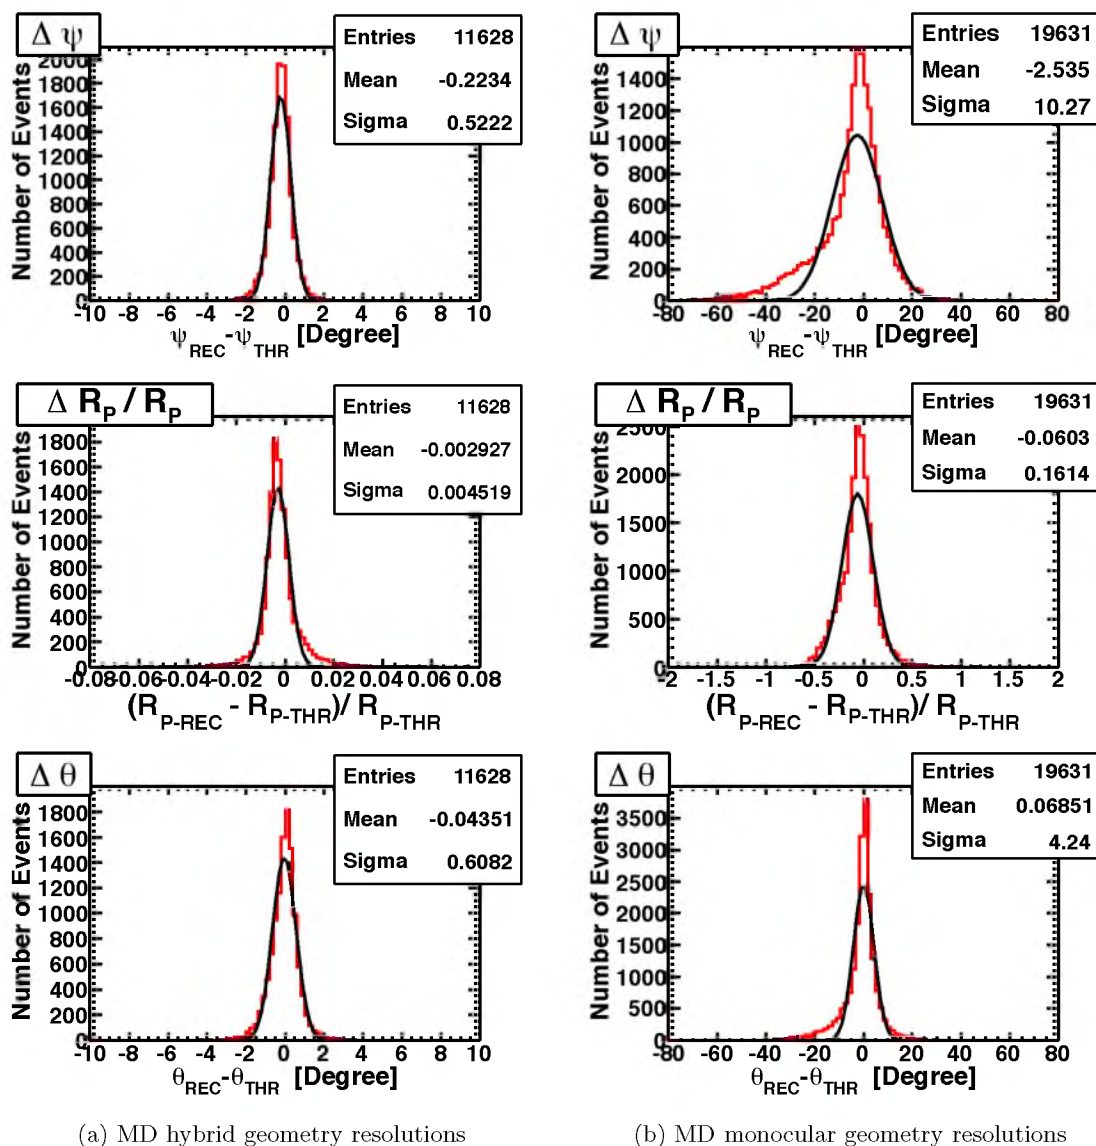 Δ ψ
Entries 11628
Mean -0.2234
Sigma 0.5222
Number of Events
2000
1800
1600
1400
1200
1000
800
600
400
200
0
-10 -8 -6 -4 -2 0 2 4 6 8 10
ψREC-ψTHR [Degree]
Δ ψ
Entries 19631
Mean -2.535
Sigma 10.27
Number of Events
1400
1200
1000
800
600
400
200
0
-80 -60 -40 -20 0 20 40 60 80
ψREC-ψTHR [Degree]
Δ RP / RP
Entries 11628
Mean -0.002927
Sigma 0.004519
Number of Events
1800
1600
1400
1200
1000
800
600
400
200
0
-0.08 -0.06 -0.04 -0.02 0 0.02 0.04 0.06 0.08
(RP-REC - RP-THR)/ RP-THR
Δ RP / RP
Entries 19631
Mean -0.0603
Sigma 0.1614
Number of Events
2500
2000
1500
1000
500
0
-2 -1.5 -1 -0.5 0 0.5 1 1.5 2
(RP-REC - RP-THR)/ RP-THR
Δ θ
Entries 11628
Mean -0.04351
Sigma 0.6082
Number of Events
1800
1600
1400
1200
1000
800
600
400
200
0
-10 -8 -6 -4 -2 0 2 4 6 8 10
θREC-θTHR [Degree]
Δ θ
Entries 19631
Mean 0.06851
Sigma 4.24
Number of Events
3500
3000
2500
2000
1500
1000
500
0
-80 -60 -40 -20 0 20 40 60 80
θREC-θTHR [Degree]
(a) MD hybrid geometry resolutions
(b) MD monocular geometry resolutions